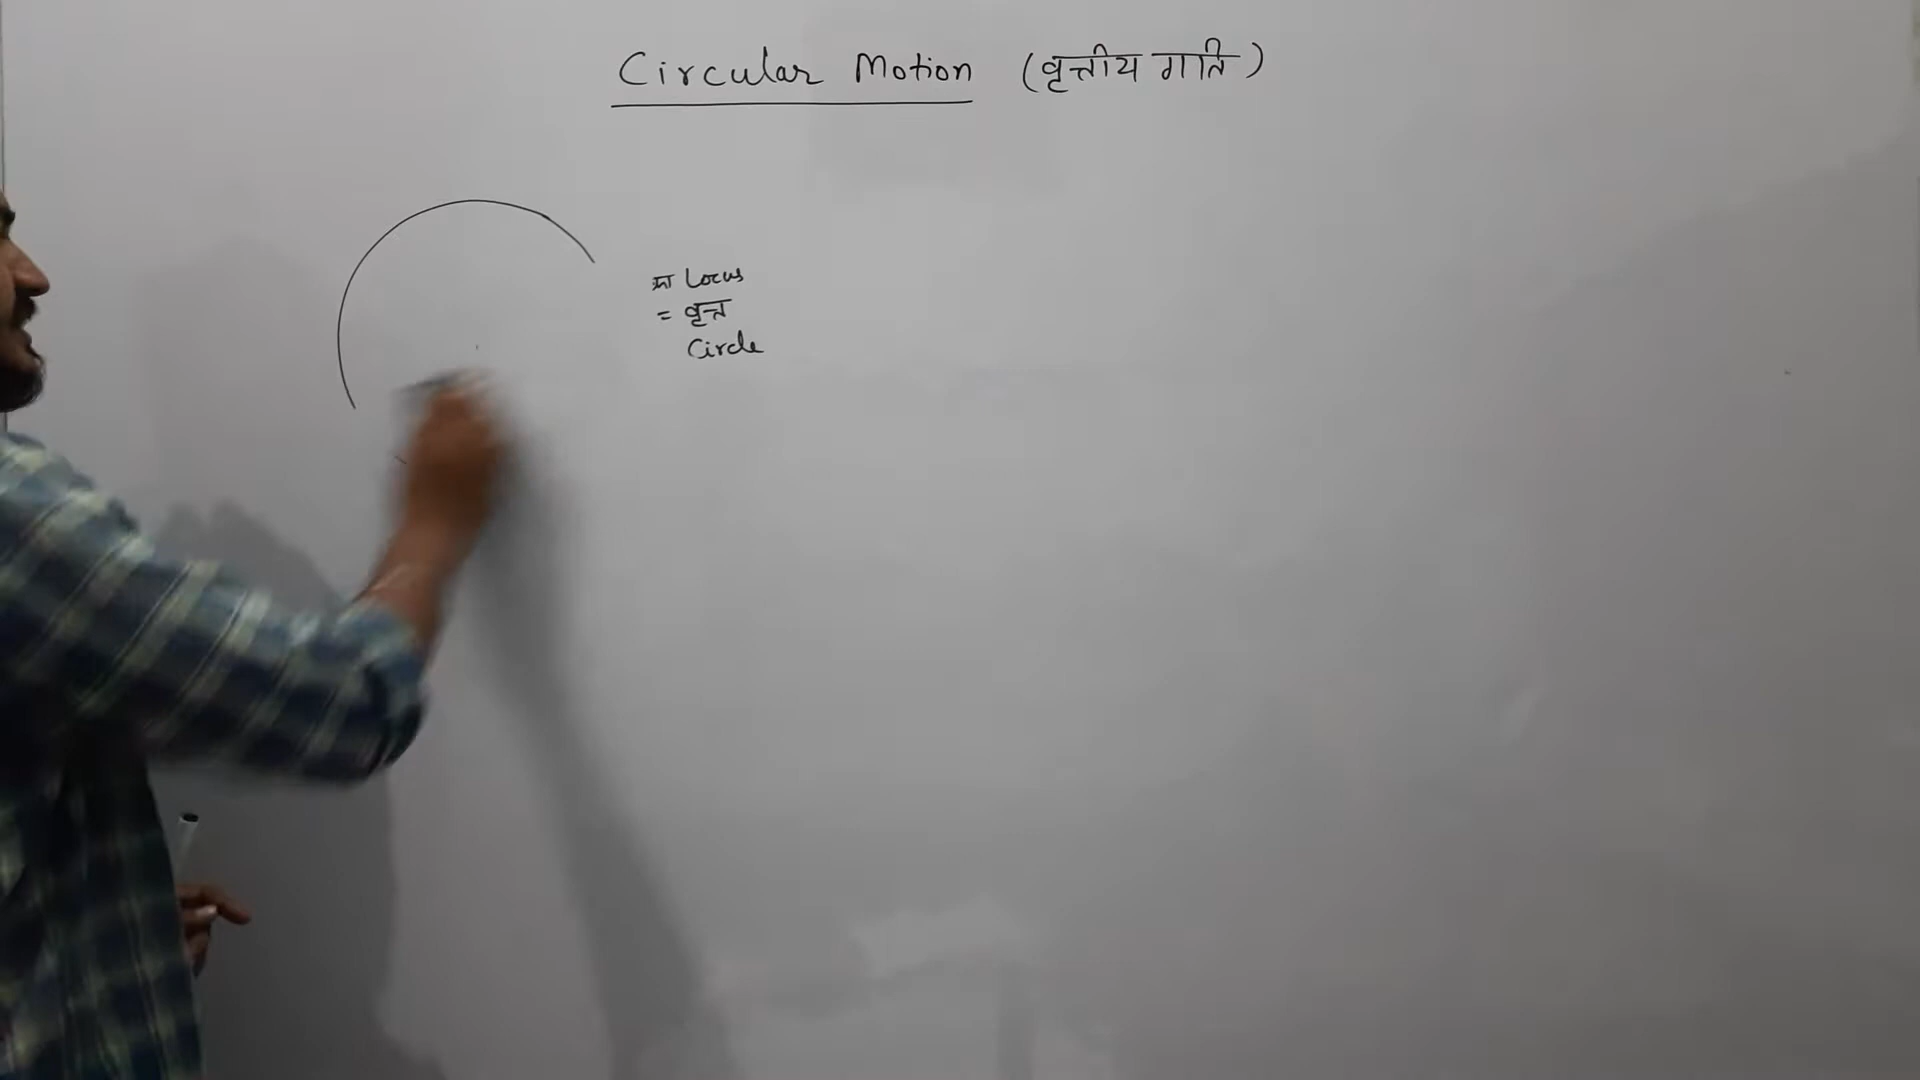 Circular Motion (वृत्तीय गति)
का Locus
= वृत्त
Circle